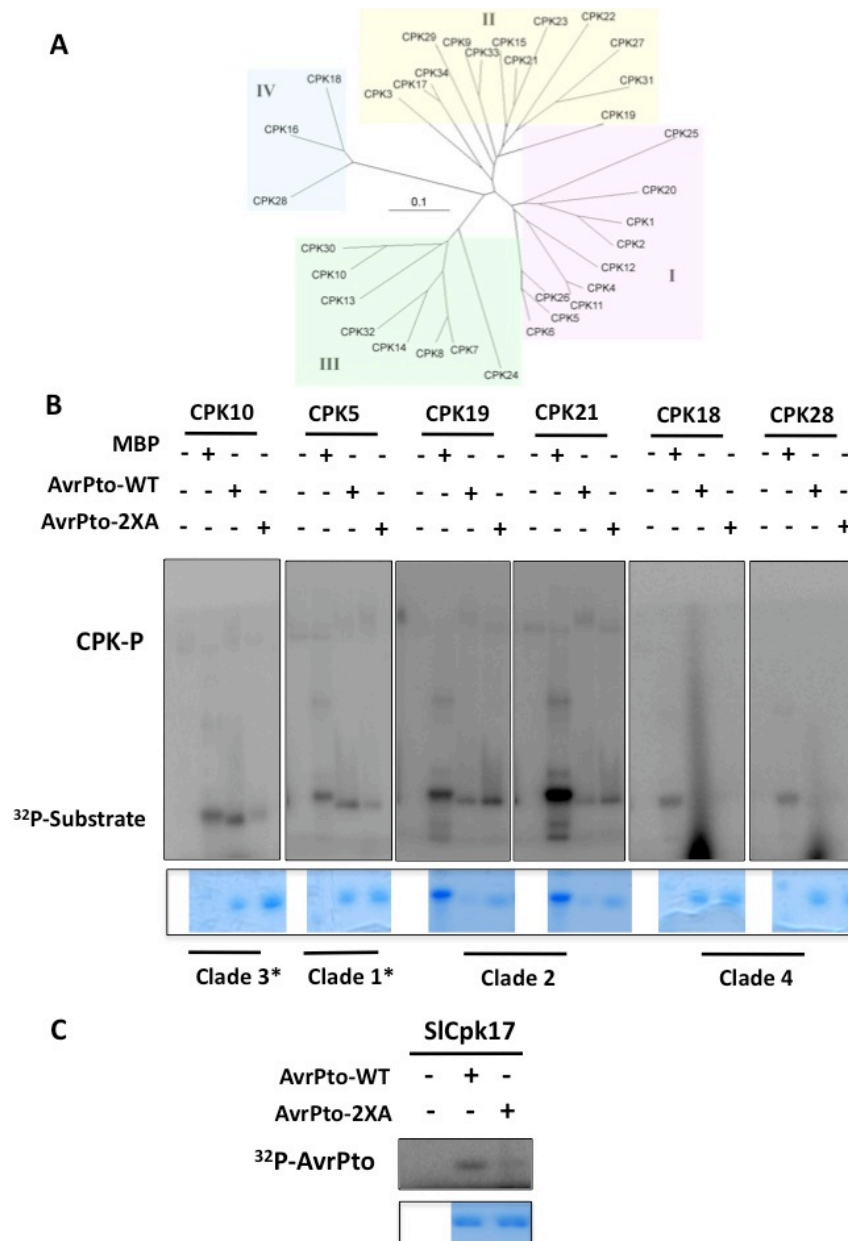 A
II
CPK29
CPK9
CPK33
CPK15
CPK23
CPK22
CPK27
CPK34
CPK17
CPK3
CPK21
CPK31
IV
CPK18
CPK16
CPK28
CPK19
CPK25
0.1
CPK20
CPK1
CPK2
CPK12
I
CPK4
CPK26
CPK11
CPK5
CPK6
CPK30
CPK10
CPK13
CPK32
CPK14
CPK8
CPK7
CPK24
III
B
CPK10 CPK5 CPK19 CPK21 CPK18 CPK28
MBP - + - - - + - - - + - - - + - - - + - - - + - -
AvrPto-WT - - + - - - + - - - + - - - + - - - + - - - + -
AvrPto-2XA - - - + - - - + - - - + - - - + - - - + - - - +
CPK-P
32P-Substrate
Clade 3* Clade 1* Clade 2 Clade 4
C
SlCpk17
AvrPto-WT - + -
AvrPto-2XA - - +
32P-AvrPto